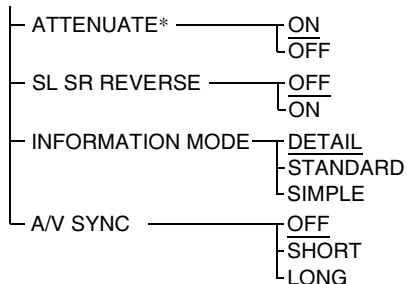 ATTENUATE* ON
OFF
SL SR REVERSE OFF
ON
INFORMATION MODE DETAIL
STANDARD
SIMPLE
A/V SYNC OFF
SHORT
LONG